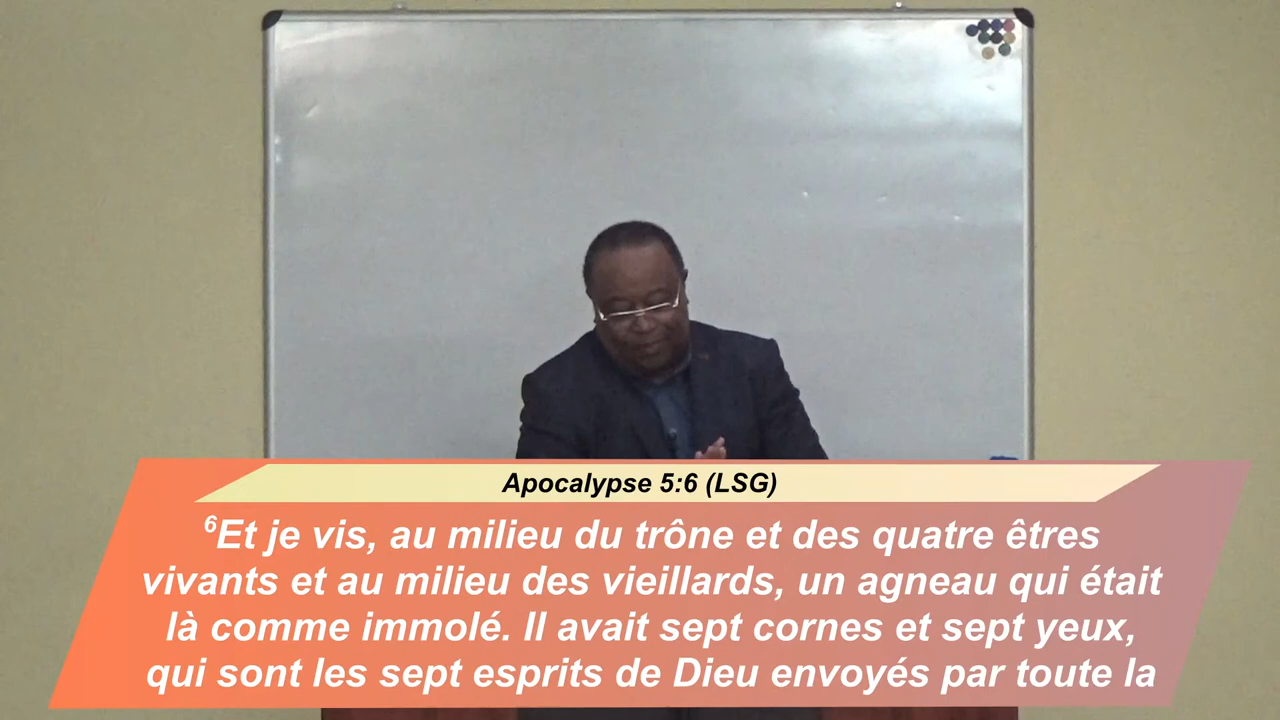 Apocalypse 5:6 (LSG)
⁶Et je vis, au milieu du trône et des quatre êtres
vivants et au milieu des vieillards, un agneau qui était
là comme immolé. Il avait sept cornes et sept yeux,
qui sont les sept esprits de Dieu envoyés par toute la